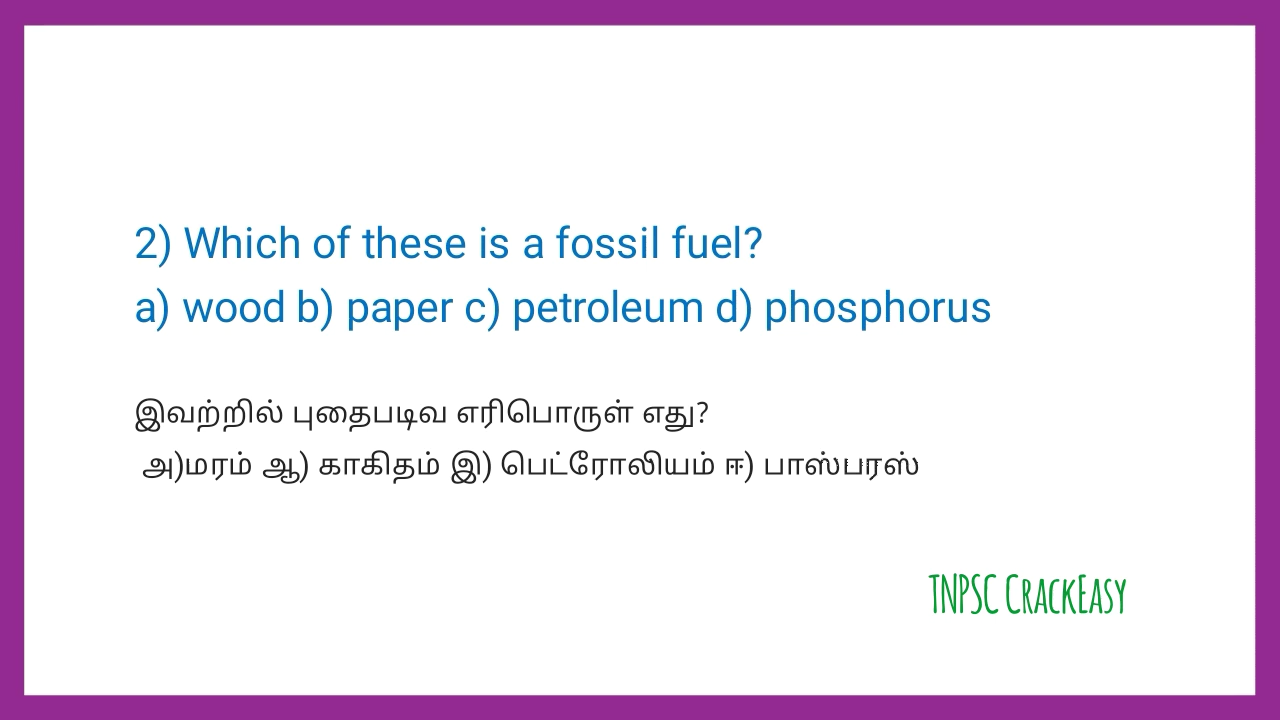 2) Which of these is a fossil fuel?
a) wood b) paper c) petroleum d) phosphorus
இவற்றில் புதைபடிவ எரிபொருள் எது?
அ)மரம் ஆ) காகிதம் இ) பெட்ரோலியம் ஈ) பாஸ்பரஸ்
TNPSC CrackEasy